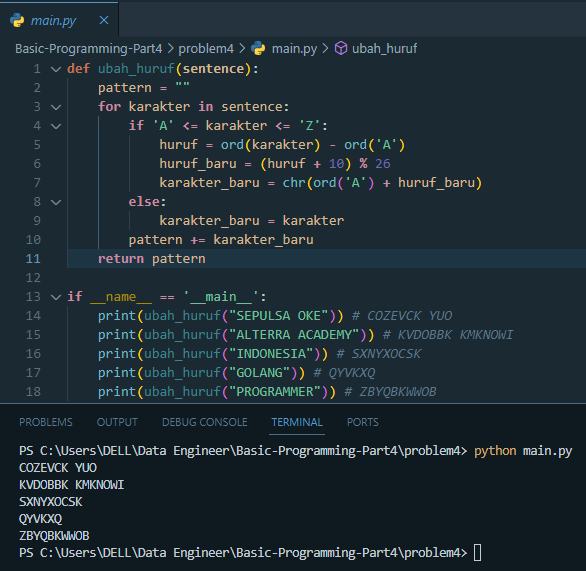 main.py ×
Basic-Programming-Part4 > problem4 > main.py > ubah_huruf
1 def ubah_huruf(sentence):
2     pattern = ""
3     for karakter in sentence:
4         if 'A' <= karakter <= 'Z':
5             huruf = ord(karakter) - ord('A')
6             huruf_baru = (huruf + 10) % 26
7             karakter_baru = chr(ord('A') + huruf_baru)
8         else:
9             karakter_baru = karakter
10         pattern += karakter_baru
11     return pattern
12
13 if __name__ == '__main__':
14     print(ubah_huruf("SEPULSA OKE")) # COZEVCK YUO
15     print(ubah_huruf("ALTERRA ACADEMY")) # KVDOBBK KMKNOWI
16     print(ubah_huruf("INDONESIA")) # SXNYXOCSK
17     print(ubah_huruf("GOLANG")) # QYVKXQ
18     print(ubah_huruf("PROGRAMMER")) # ZBYQBKWWOB
PROBLEMS OUTPUT DEBUG CONSOLE TERMINAL PORTS
PS C:\Users\DELL\Data Engineer\Basic-Programming-Part4\problem4> python main.py
COZEVCK YUO
KVDOBBK KMKNOWI
SXNYXOCSK
QYVKXQ
ZBYQBKWWOB
PS C:\Users\DELL\Data Engineer\Basic-Programming-Part4\problem4>